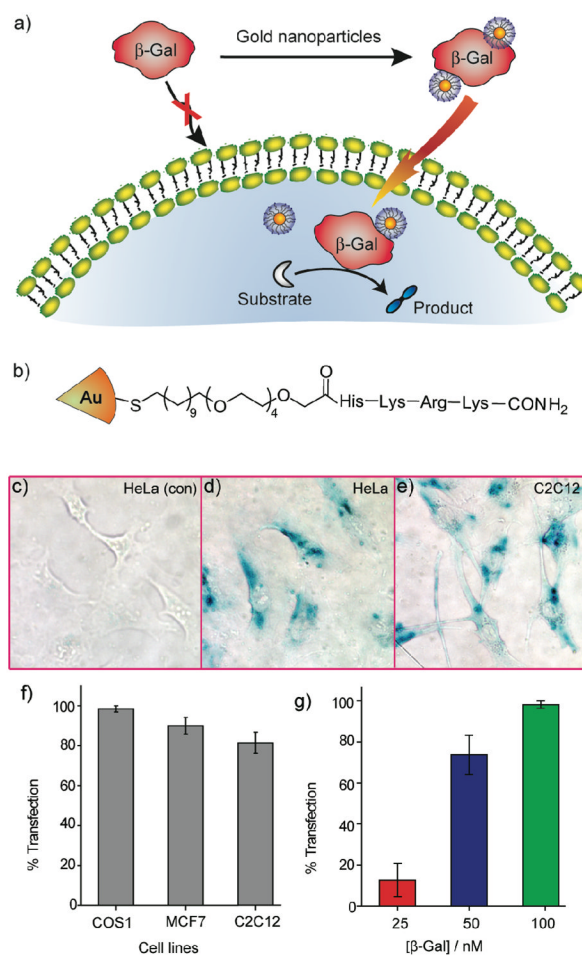 a)
β-Gal
Gold nanoparticles
β-Gal
β-Gal
Substrate
Product
b)
Au
S
9
O
4
O
O
His–Lys–Arg–Lys–CONH2
c)
HeLa (con)
d)
HeLa
e)
C2C12
f)
% Transfection
100
80
60
40
20
0
COS1 MCF7 C2C12
Cell lines
g)
% Transfection
100
80
60
40
20
0
25 50 100
[β-Gal] / nM